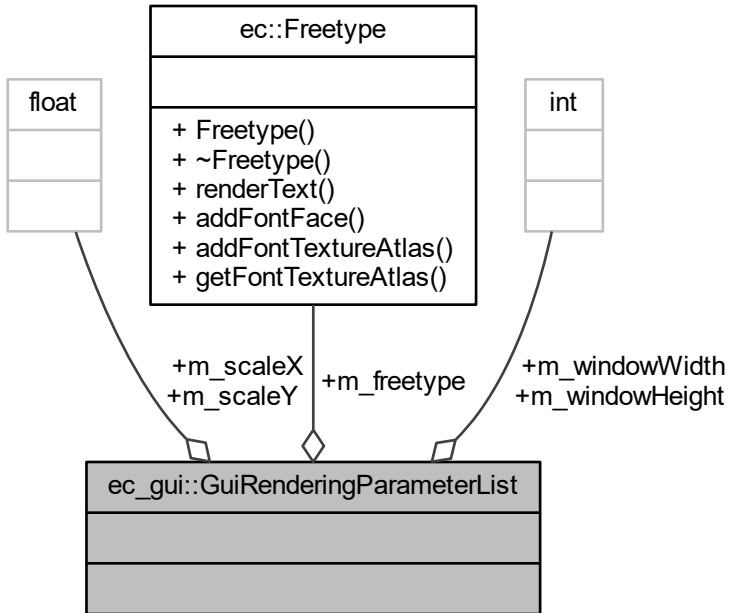 ec::Freetype
+ Freetype()
+ ~Freetype()
+ renderText()
+ addFontFace()
+ addFontTextureAtlas()
+ getFontTextureAtlas()
float
int
+m_scaleX
+m_scaleY
+m_freetype
+m_windowWidth
+m_windowHeight
ec_gui::GuiRenderingParameterList